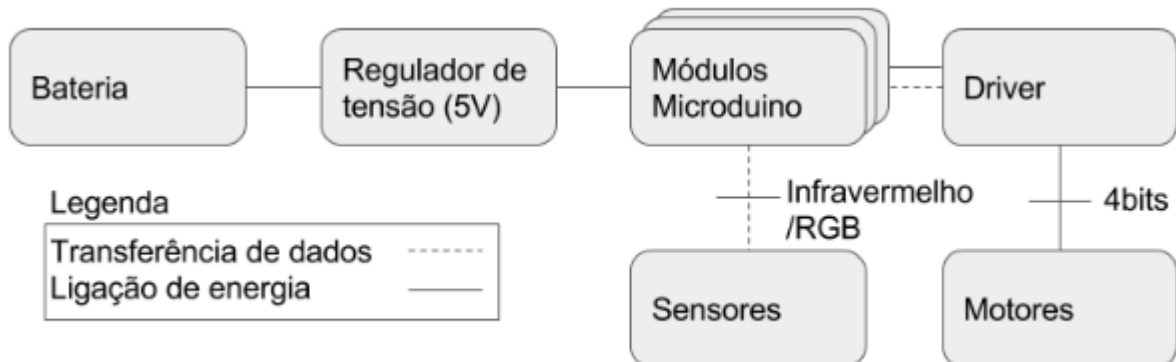 Bateria
Regulador de
tensão (5V)
Módulos
Microduino
Driver
Legenda
Transferência de dados
Ligação de energia
Infravermelho
/RGB
4bits
Sensores
Motores